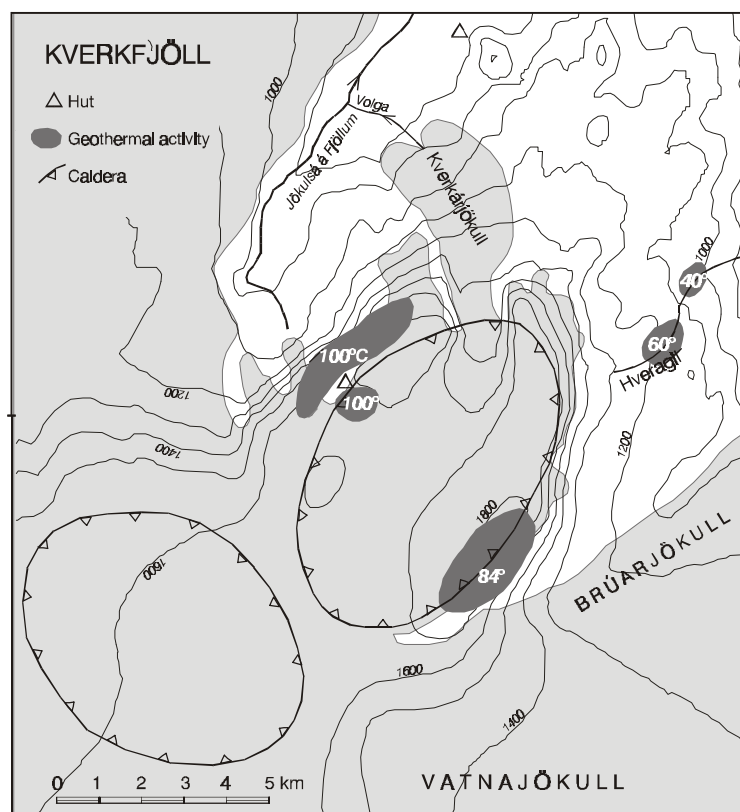 KVERKFJÖLL
Hut
Geothermal activity
Caldera
1000
Volga
Jökulsá á Fjöllum
Kverkárjökull
1000
40°
60°
Hveragil
100°C
100°
1200
1400
1200
1800
84°
1600
BRÚARJÖKULL
1600
1400
0 1 2 3 4 5 km
VATNAJÖKULL